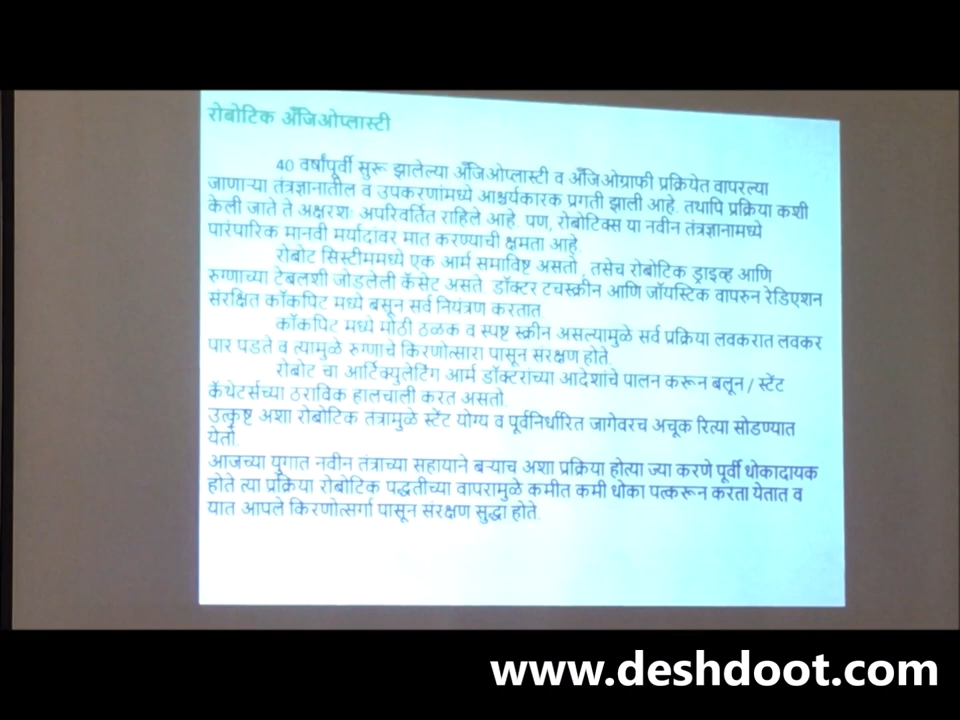 रोबोटिक अँजिओप्लास्टी
40 वर्षांपूर्वी सुरू झालेल्या अँजिओप्लास्टी व अँजिओग्राफी प्रक्रियेत वापरल्या
जाणाऱ्या तंत्रज्ञानातील व उपकरणांमध्ये आश्चर्यकारक प्रगती झाली आहे. तथापि प्रक्रिया कशी
केली जाते ते अक्षरशः अपरिवर्तित राहिले आहे. पण, रोबोटिक्स या नवीन तंत्रज्ञानामध्ये
पारंपारिक मानवी मर्यादांवर मात करण्याची क्षमता आहे.
रोबोट सिस्टीममध्ये एक आर्म समाविष्ट असतो , तसेच रोबोटिक ड्राइव्ह आणि
रुग्णाच्या टेबलशी जोडलेली कॅसेट असते. डॉक्टर टचस्क्रीन आणि जॉयस्टिक वापरुन रेडिएशन
संरक्षित कॉकपिट मध्ये बसून सर्व नियंत्रण करतात
कॉकपिट मध्ये मोठी ठळक व स्पष्ट स्क्रीन असल्यामुळे सर्व प्रक्रिया लवकरात लवकर
पार पडते व त्यामुळे रुग्णाचे किरणोत्सारा पासून संरक्षण होते.
रोबोट चा आर्टिक्युलेटिंग आर्म डॉक्टरांच्या आदेशांचे पालन करून बलून / स्टेंट
कॅथेटर्सच्या ठराविक हालचाली करत असतो.
उत्कृष्ट अशा रोबोटिक तंत्रामुळे स्टेंट योग्य व पूर्वनिर्धारित जागेवरच अचूक रित्या सोडण्यात
येतो.
आजच्या युगात नवीन तंत्राच्या सहायाने बऱ्याच अशा प्रक्रिया होत्या ज्या करणे पूर्वी धोकादायक
होते त्या प्रक्रिया रोबोटिक पद्धतीच्या वापरामुळे कमीत कमी धोका पत्करून करता येतात व
यात आपले किरणोत्सर्गा पासून संरक्षण सुद्धा होते.
www.deshdoot.com